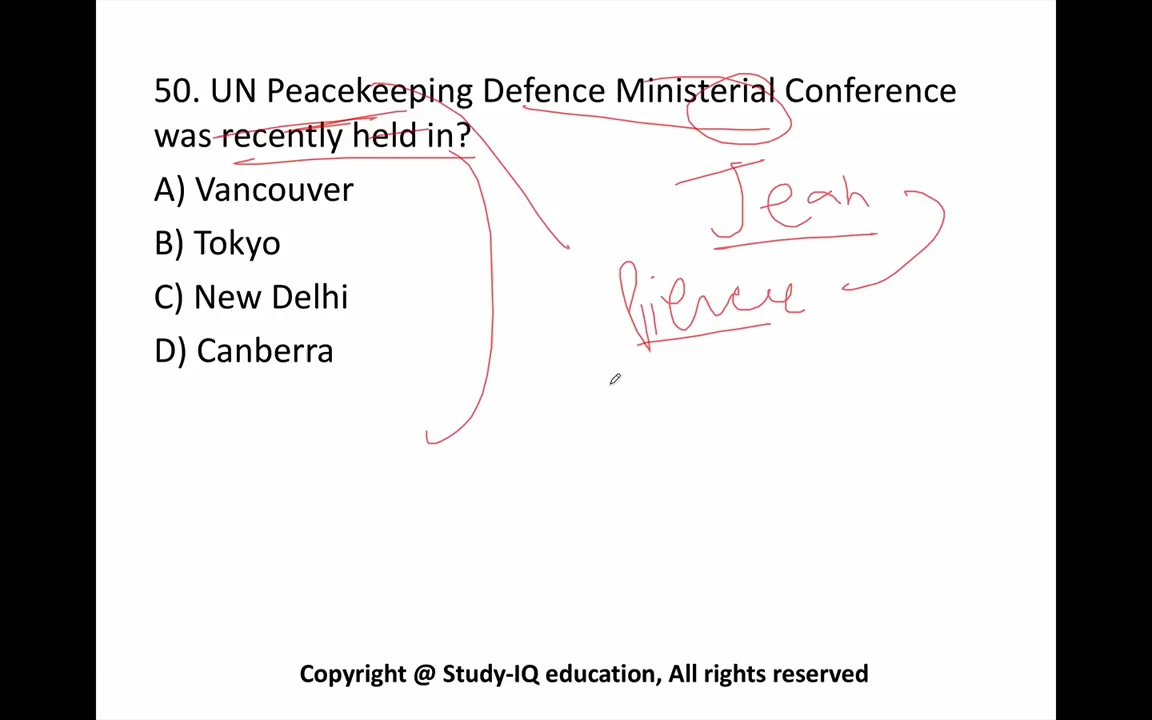 50. UN Peacekeeping Defence Ministerial Conference
was recently held in?
A) Vancouver
Jean
B) Tokyo
C) New Delhi
Pierre
D) Canberra
Copyright @ Study-IQ education, All rights reserved